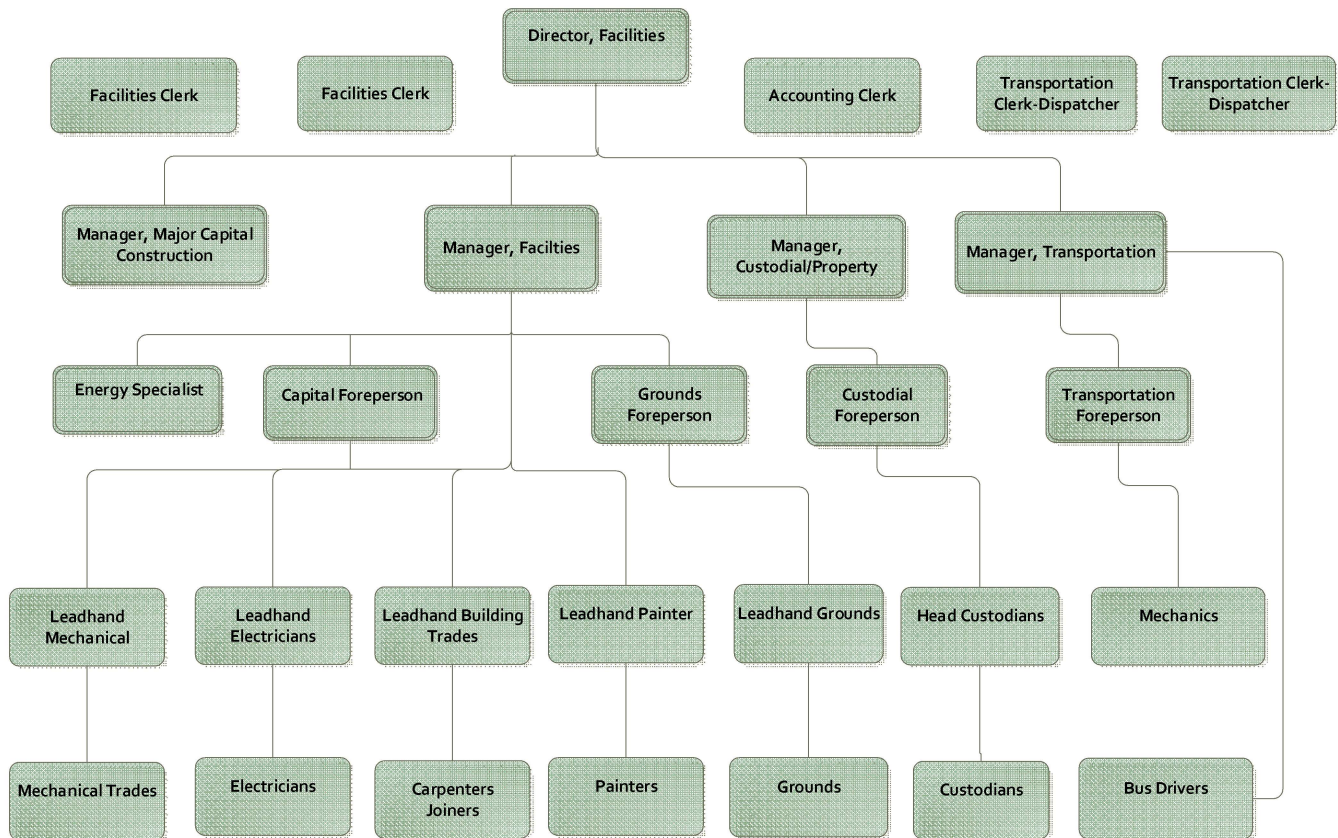 Director, Facilities
Facilities Clerk
Facilities Clerk
Accounting Clerk
Transportation
Clerk-Dispatcher
Transportation Clerk-
Dispatcher
Manager, Major Capital
Construction
Manager, Facilties
Manager,
Custodial/Property
Manager, Transportation
Energy Specialist
Capital Foreperson
Grounds
Foreperson
Custodial
Foreperson
Transportation
Foreperson
Leadhand
Mechanical
Leadhand
Electricians
Leadhand Building
Trades
Leadhand Painter
Leadhand Grounds
Head Custodians
Mechanics
Mechanical Trades
Electricians
Carpenters
Joiners
Painters
Grounds
Custodians
Bus Drivers